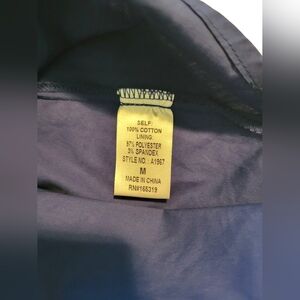 SELF:
100% COTTON
LINING:
97% POLYESTER
3% SPANDEX
STYLE NO.: A1967
M
MADE IN CHINA
RN#165319